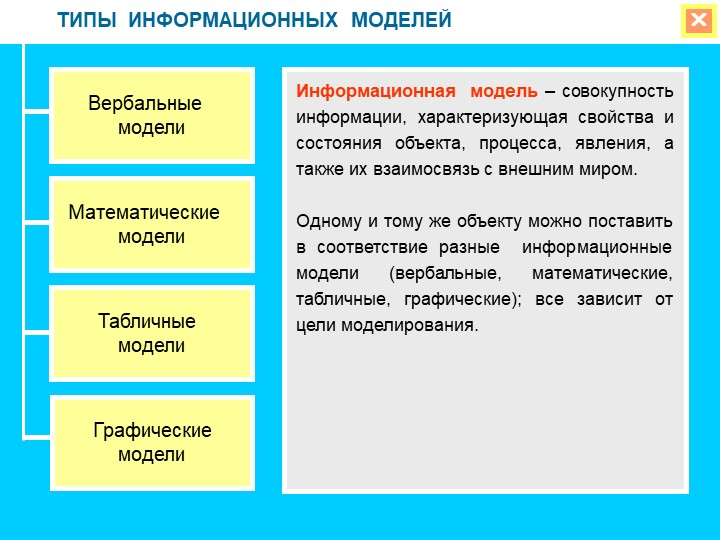 ТИПЫ ИНФОРМАЦИОННЫХ МОДЕЛЕЙ
Вербальные
модели
Математические
модели
Табличные
модели
Графические
модели
Информационная модель – совокупность
информации, характеризующая свойства и
состояния объекта, процесса, явления, а
также их взаимосвязь с внешним миром.
Одному и тому же объекту можно поставить
в соответствие разные информационные
модели (вербальные, математические,
табличные, графические); все зависит от
цели моделирования.